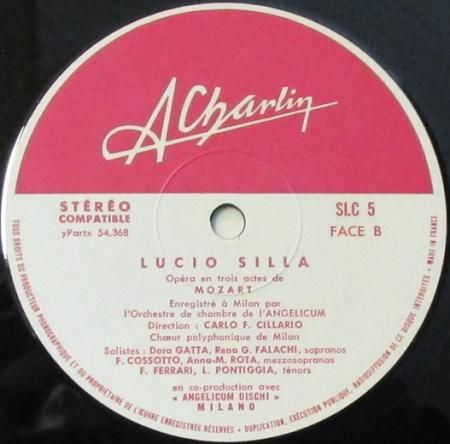 A Charlin
STÉRÉO
COMPATIBLE
yPartx 54.368
SLC 5
FACE B
LUCIO SILLA
Opéra en trois actes de
MOZART
Enregistré à Milan par
l'Orchestre de chambre de l'ANGELICUM
Direction : CARLO F. CILLARIO
Chœur polyphonique de Milan
Solistes : Dora GATTA, Rena G. FALACHI, sopranos
F. COSSOTTO, Anna-M. ROTA, mezzosopranos
F. FERRARI, L. PONTIGGIA, ténors
en co-production avec
« ANGELICUM DISCHI »
MILANO
TOUS DROITS DU PRODUCTEUR PHONOGRAPHIQUE ET DU PROPRIÉTAIRE DE L'ŒUVRE ENREGISTRÉE RÉSERVÉS • DUPLICATION, EXÉCUTION PUBLIQUE, RADIODIFFUSION DE CE DISQUE INTERDITES • MADE IN FRANCE